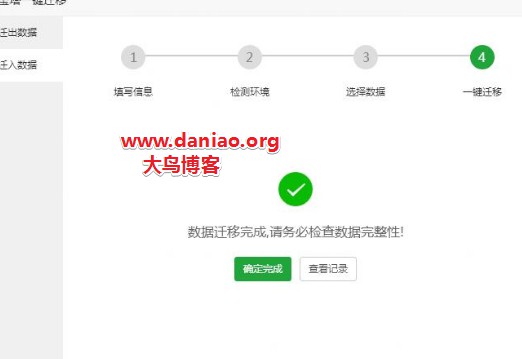 一键迁移
迁出数据
迁入数据
1
2
3
4
填写信息
检测环境
选择数据
一键迁移
www.daniao.org
大鸟博客
数据迁移完成,请务必检查数据完整性!
确定完成
查看记录